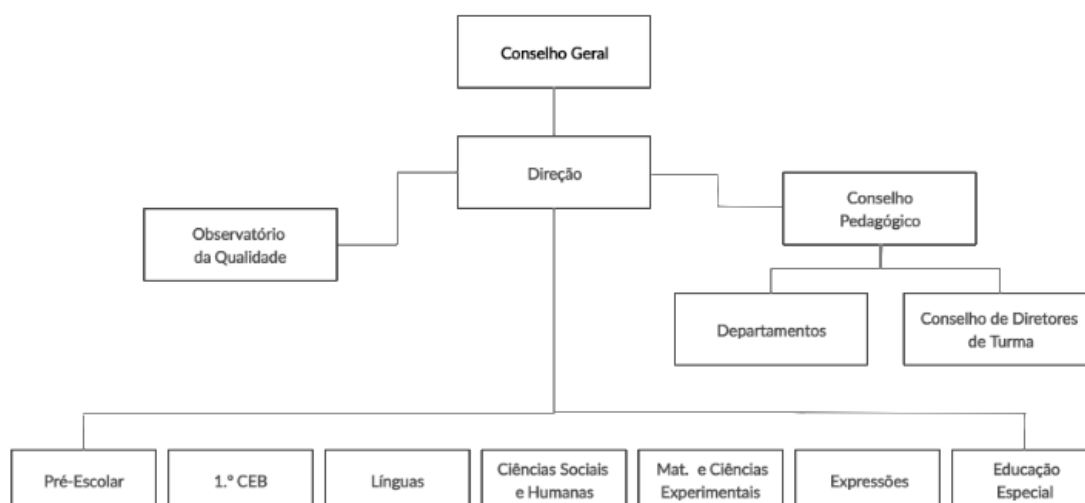 Conselho Geral
Direção
Observatório
da Qualidade
Conselho
Pedagógico
Departamentos
Conselho de Diretores
de Turma
Pré-Escolar
1.º CEB
Línguas
Ciências Sociais
e Humanas
Mat. e Ciências
Experimentais
Expressões
Educação
Especial